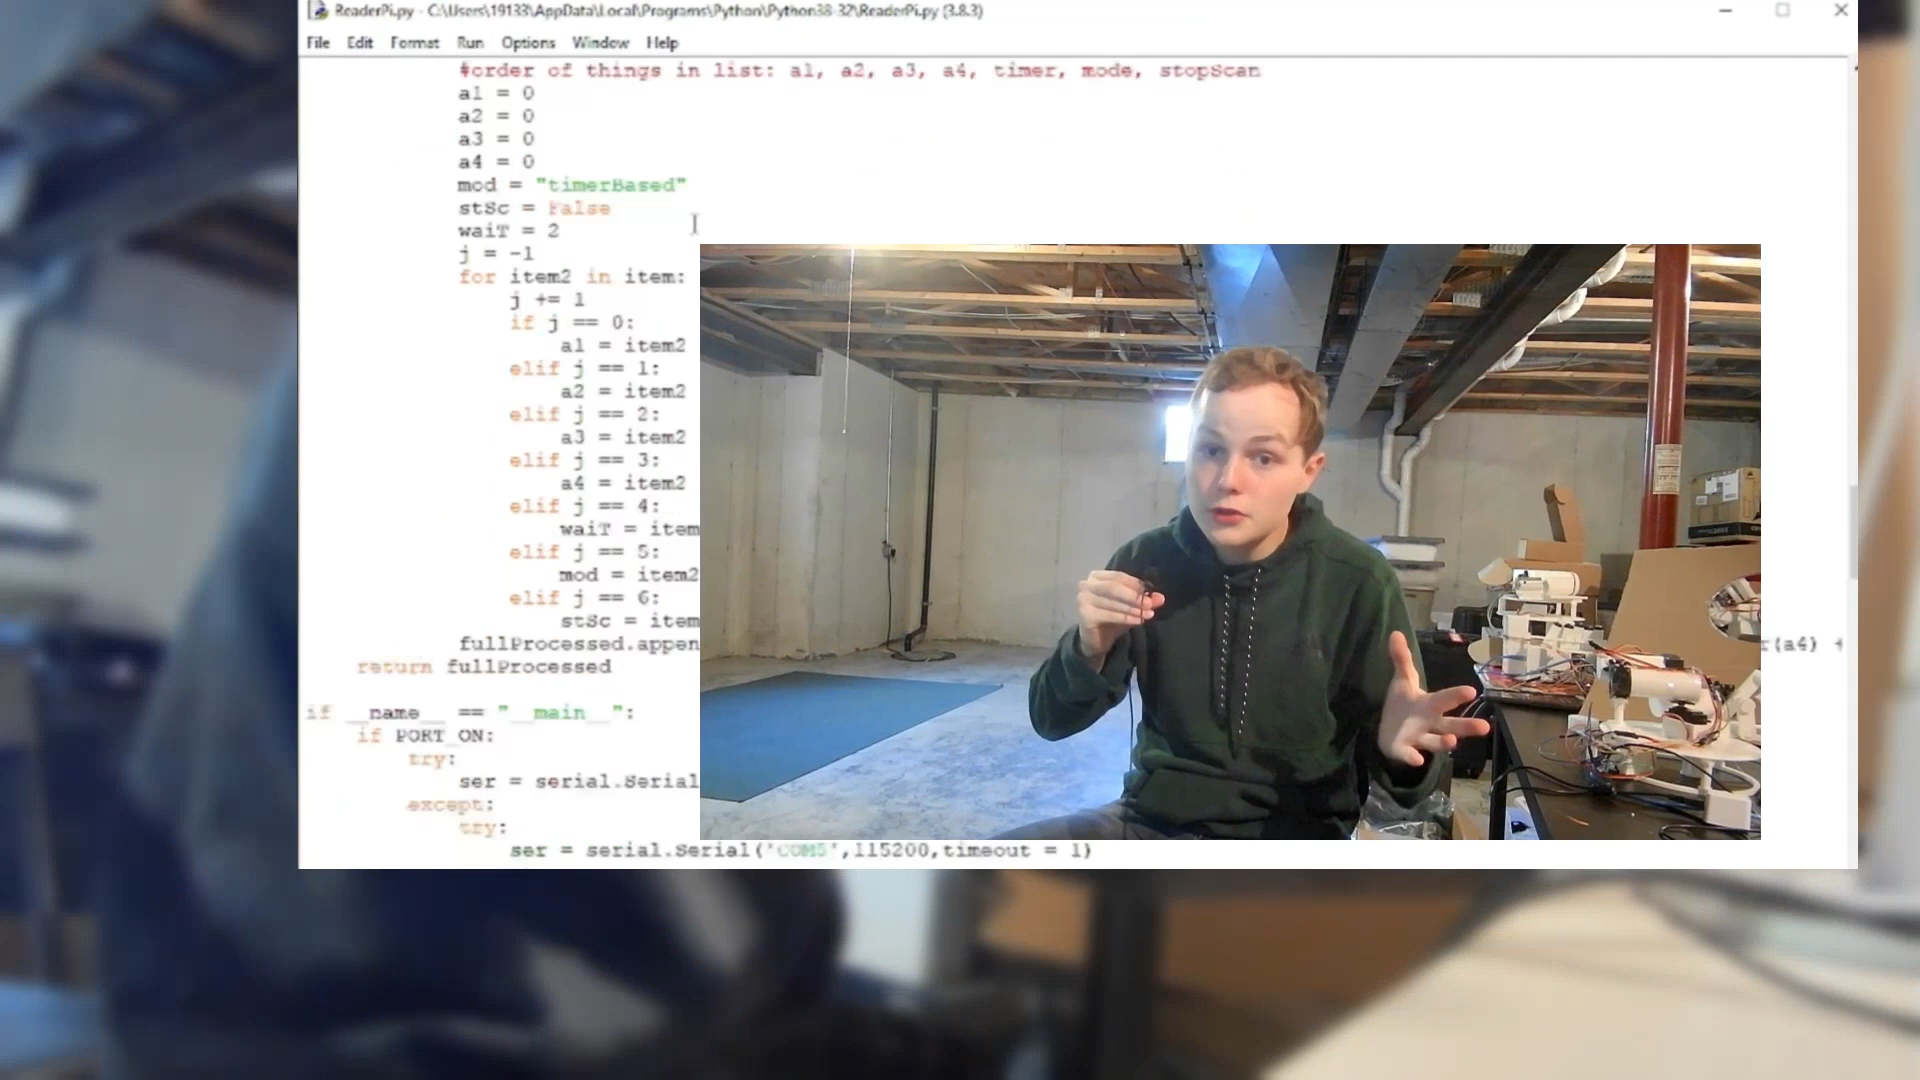 ReaderPi.py - C:\Users\19133\AppData\Local\Programs\Python\Python38-32\ReaderPi.py (3.8.3)
File Edit Format Run Options Window Help
#order of things in list: a1, a2, a3, a4, timer, mode, stopScan
a1 = 0
a2 = 0
a3 = 0
a4 = 0
mod = "timerBased"
stSc = False
waiT = 2
j = -1
for item2 in item:
j += 1
if j == 0:
a1 = item2
elif j == 1:
a2 = item2
elif j == 2:
a3 = item2
elif j == 3:
a4 = item2
elif j == 4:
waiT = item
elif j == 5:
mod = item2
elif j == 6:
stSc = item
fullProcessed.appen r(a4) +
return fullProcessed
if __name__ == "__main__":
if PORT_ON:
try:
ser = serial.Serial
except:
try:
ser = serial.Serial('COM5',115200,timeout = 1)